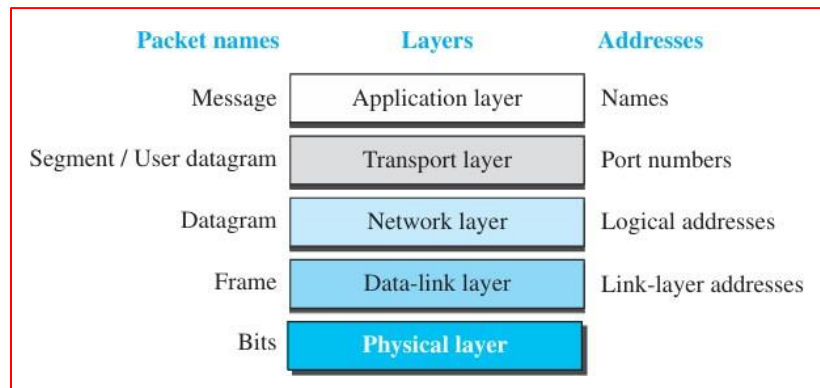 Packet names Layers Addresses
Message Application layer Names
Segment / User datagram Transport layer Port numbers
Datagram Network layer Logical addresses
Frame Data-link layer Link-layer addresses
Bits Physical layer